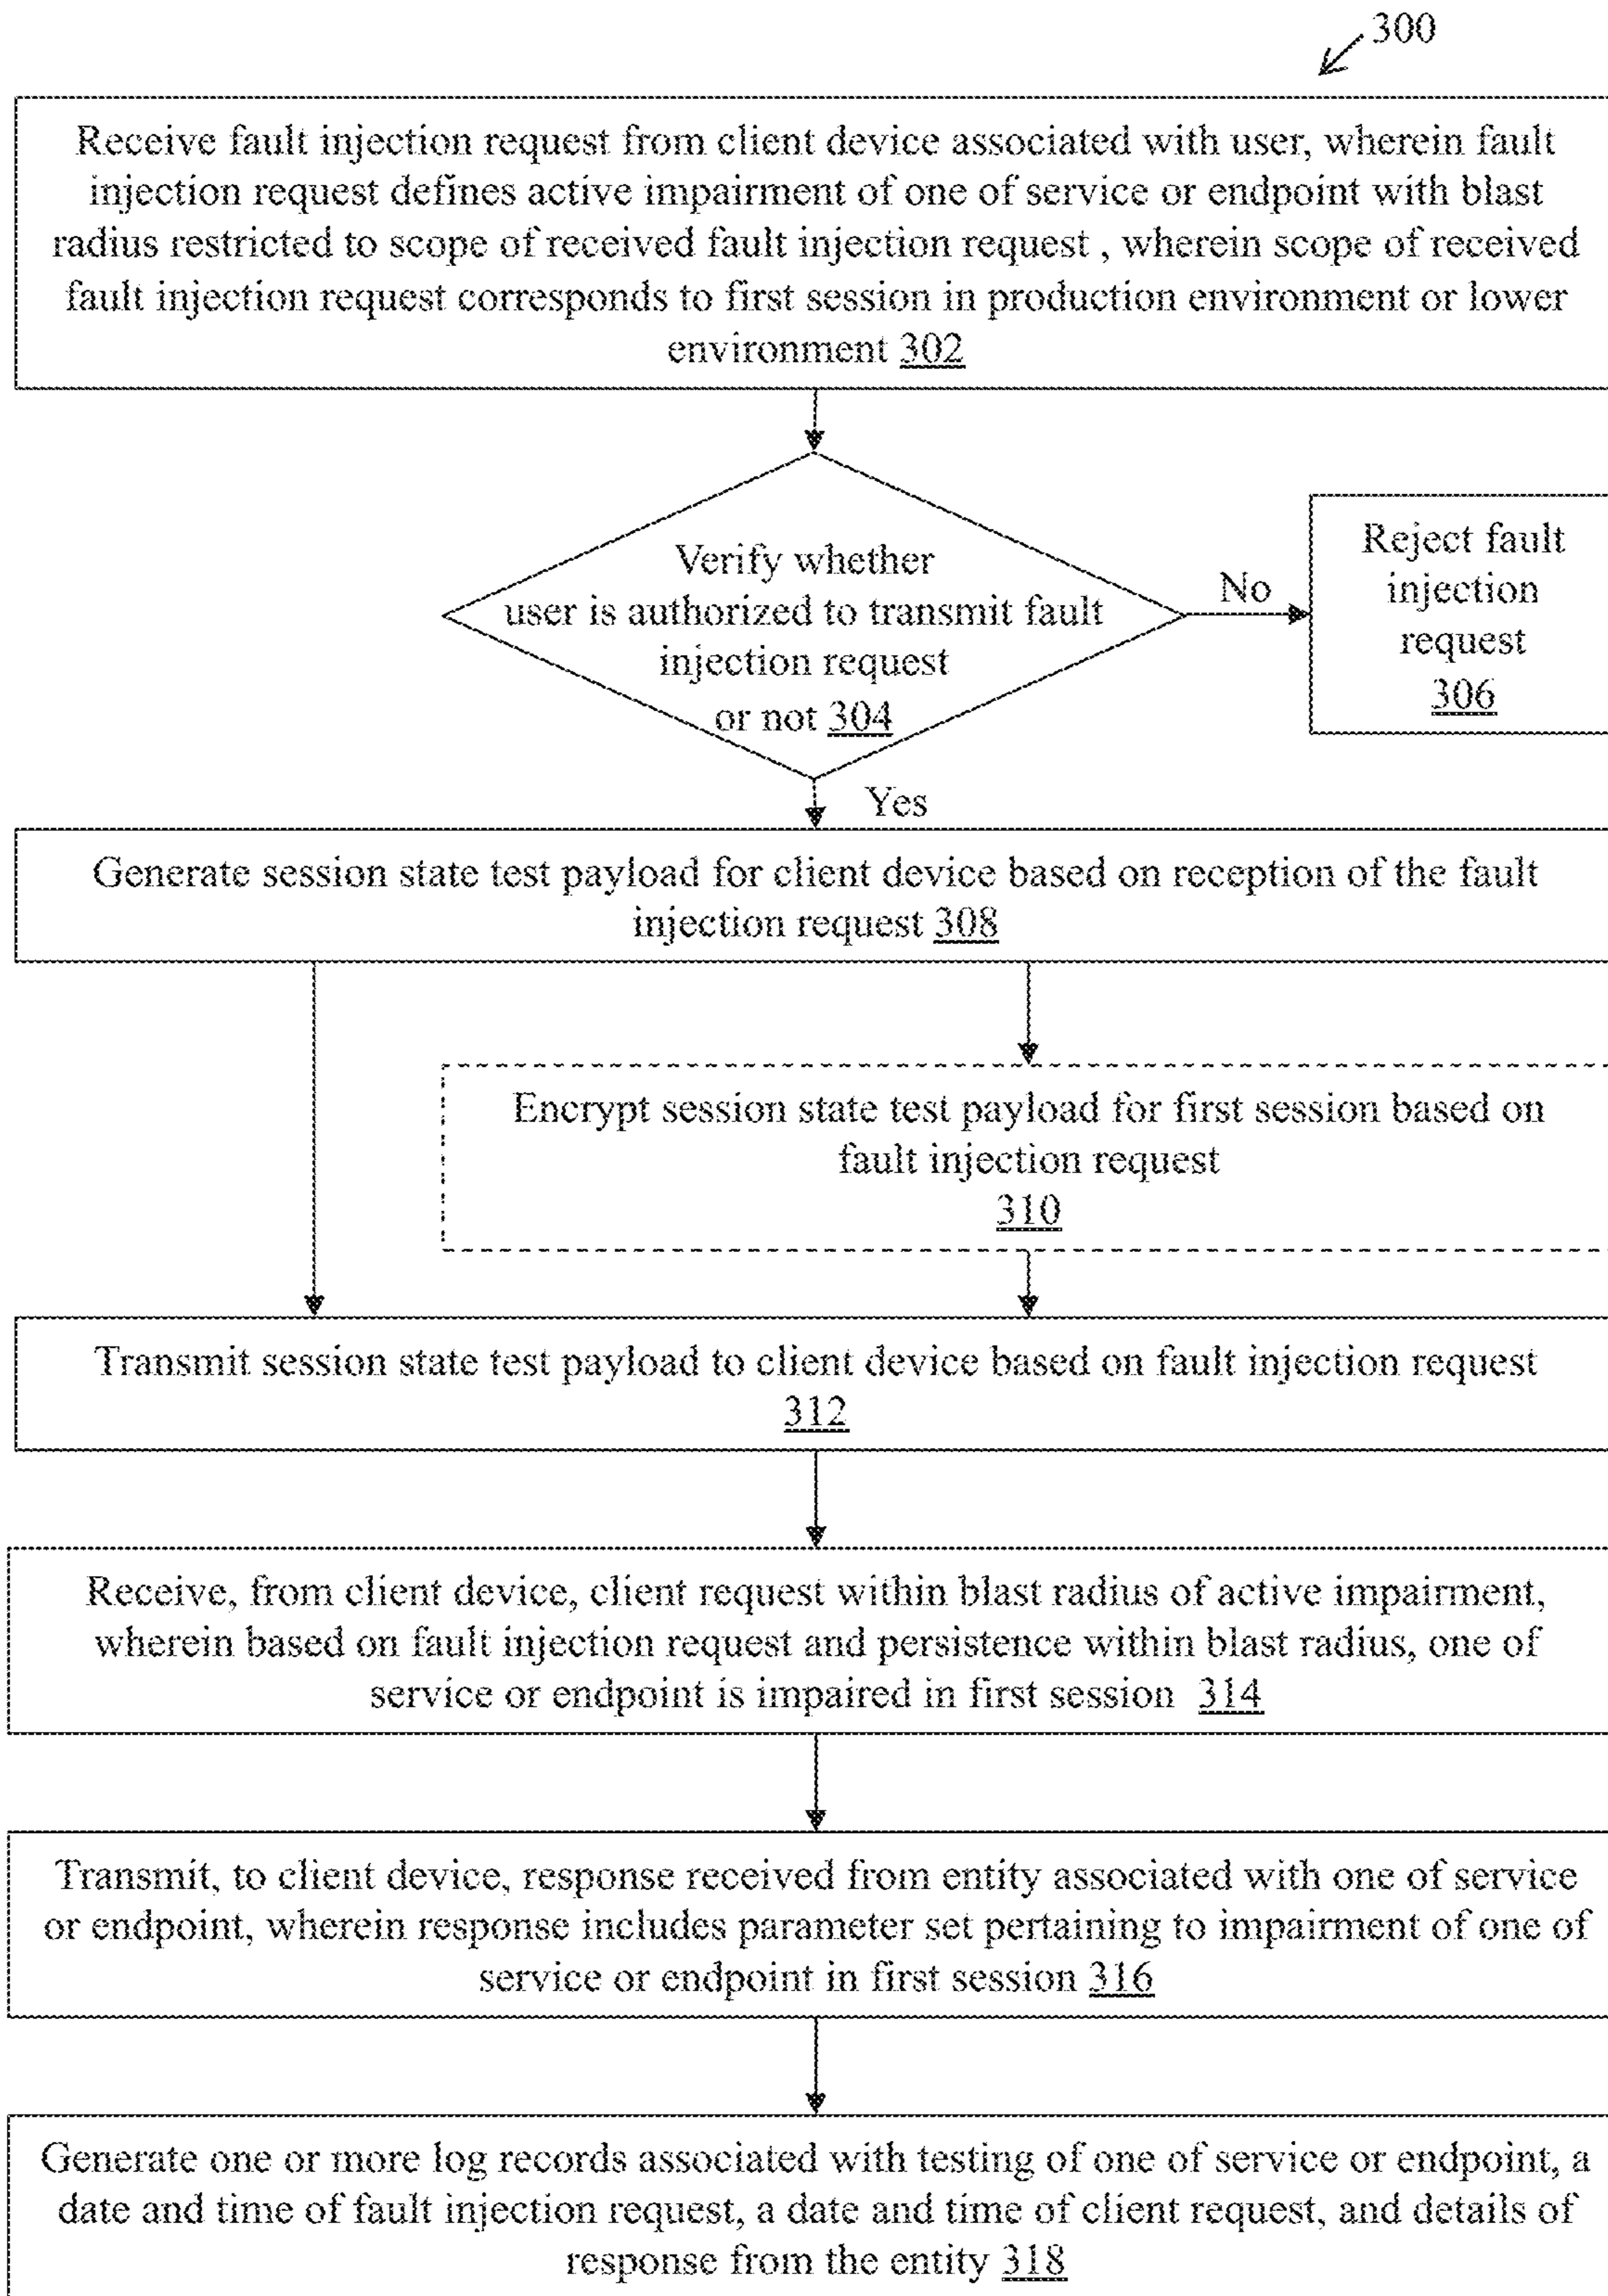 300
Receive fault injection request from client device associated with user, wherein fault
injection request defines active impairment of one of service or endpoint with blast
radius restricted to scope of received fault injection request , wherein scope of received
fault injection request corresponds to first session in production environment or lower
environment 302
Verify whether
user is authorized to transmit fault
injection request
or not 304
No
Reject fault
injection
request
306
Yes
Generate session state test payload for client device based on reception of the fault
injection request 308
Encrypt session state test payload for first session based on
fault injection request
310
Transmit session state test payload to client device based on fault injection request
312
Receive, from client device, client request within blast radius of active impairment,
wherein based on fault injection request and persistence within blast radius, one of
service or endpoint is impaired in first session 314
Transmit, to client device, response received from entity associated with one of service
or endpoint, wherein response includes parameter set pertaining to impairment of one of
service or endpoint in first session 316
Generate one or more log records associated with testing of one of service or endpoint, a
date and time of fault injection request, a date and time of client request, and details of
response from the entity 318